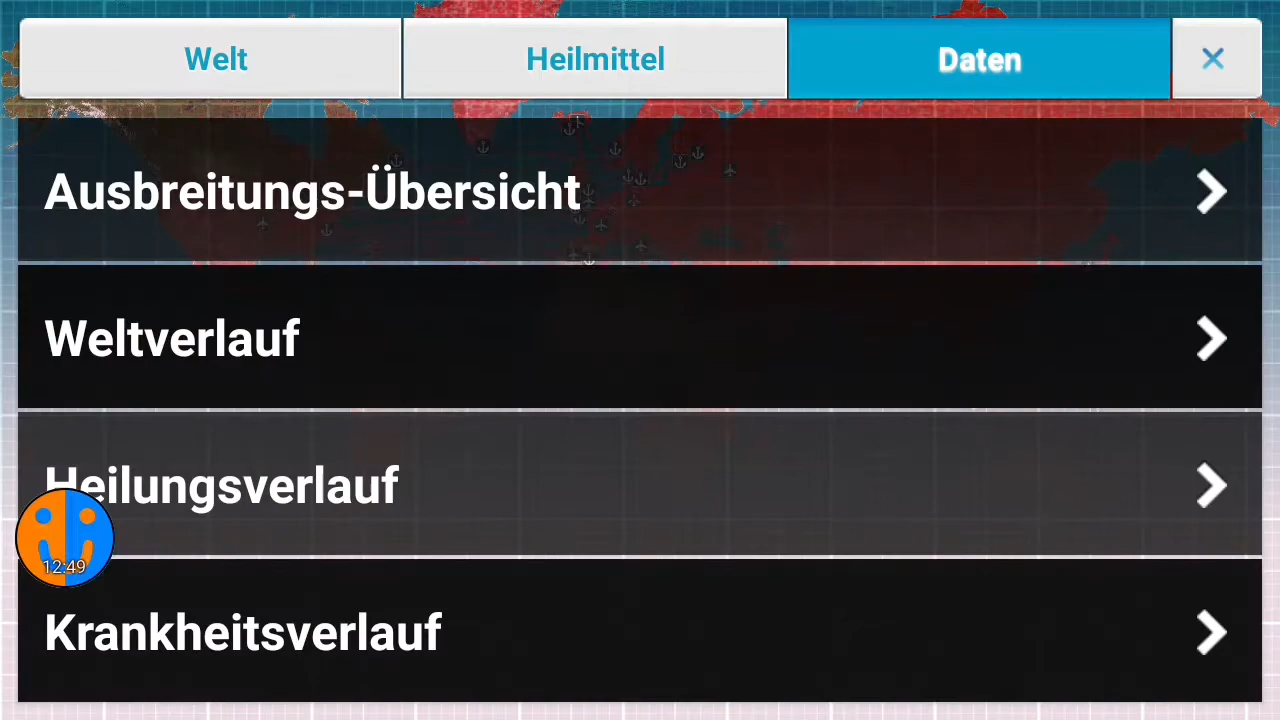 Welt
Heilmittel
Daten
Ausbreitungs-Übersicht
Weltverlauf
Heilungsverlauf
12:49
Krankheitsverlauf